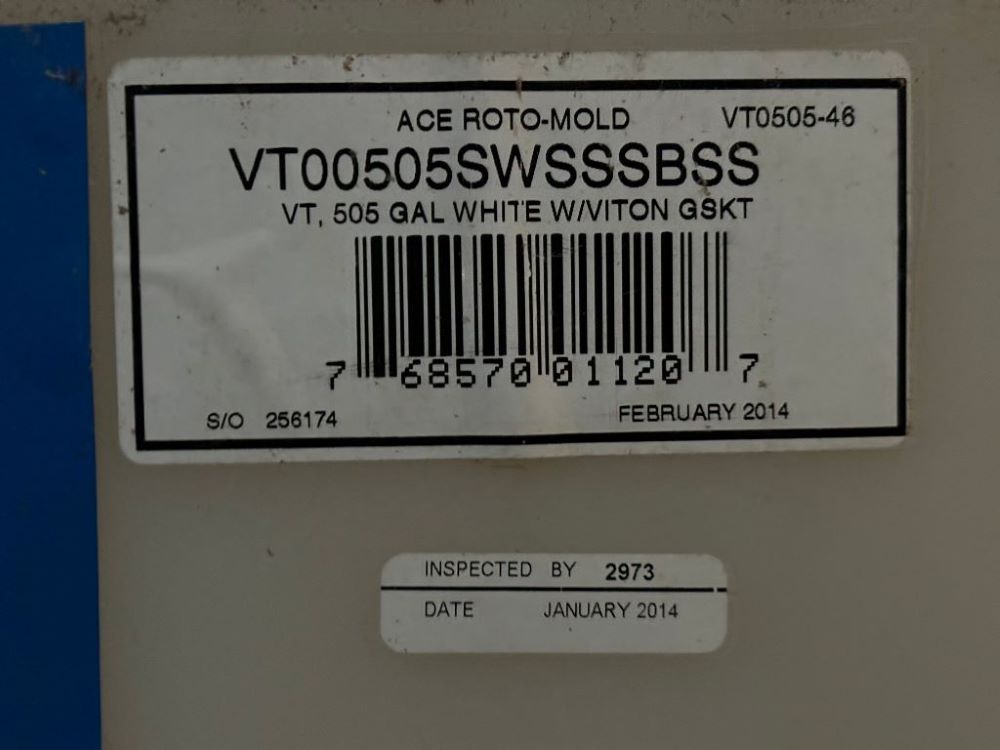 ACE ROTO-MOLD VT0505-46
VT00505SWSSSBSS
VT, 505 GAL WHITE W/VITON GSKT
7 68570 01120 7
S/O 256174 FEBRUARY 2014
INSPECTED BY 2973
DATE JANUARY 2014